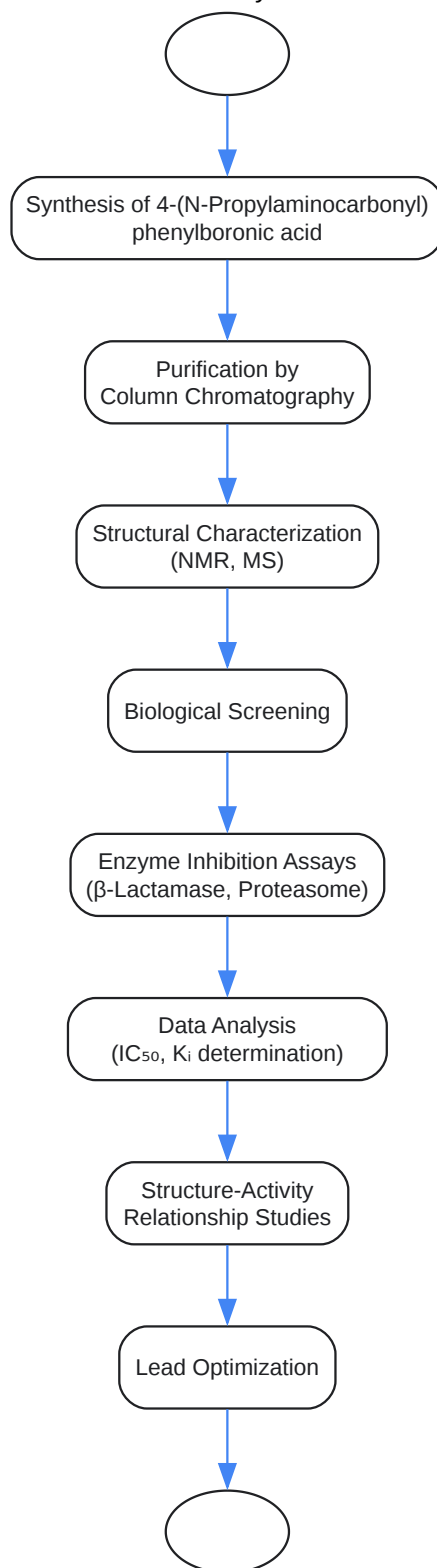 Synthesis of 4-(N-Propylaminocarbonyl)
phenylboronic acid
Purification by
Column Chromatography
Structural Characterization
(NMR, MS)
Biological Screening
Enzyme Inhibition Assays
(β-Lactamase, Proteasome)
Data Analysis
(IC₅₀, Kᵢ determination)
Structure-Activity
Relationship Studies
Lead Optimization